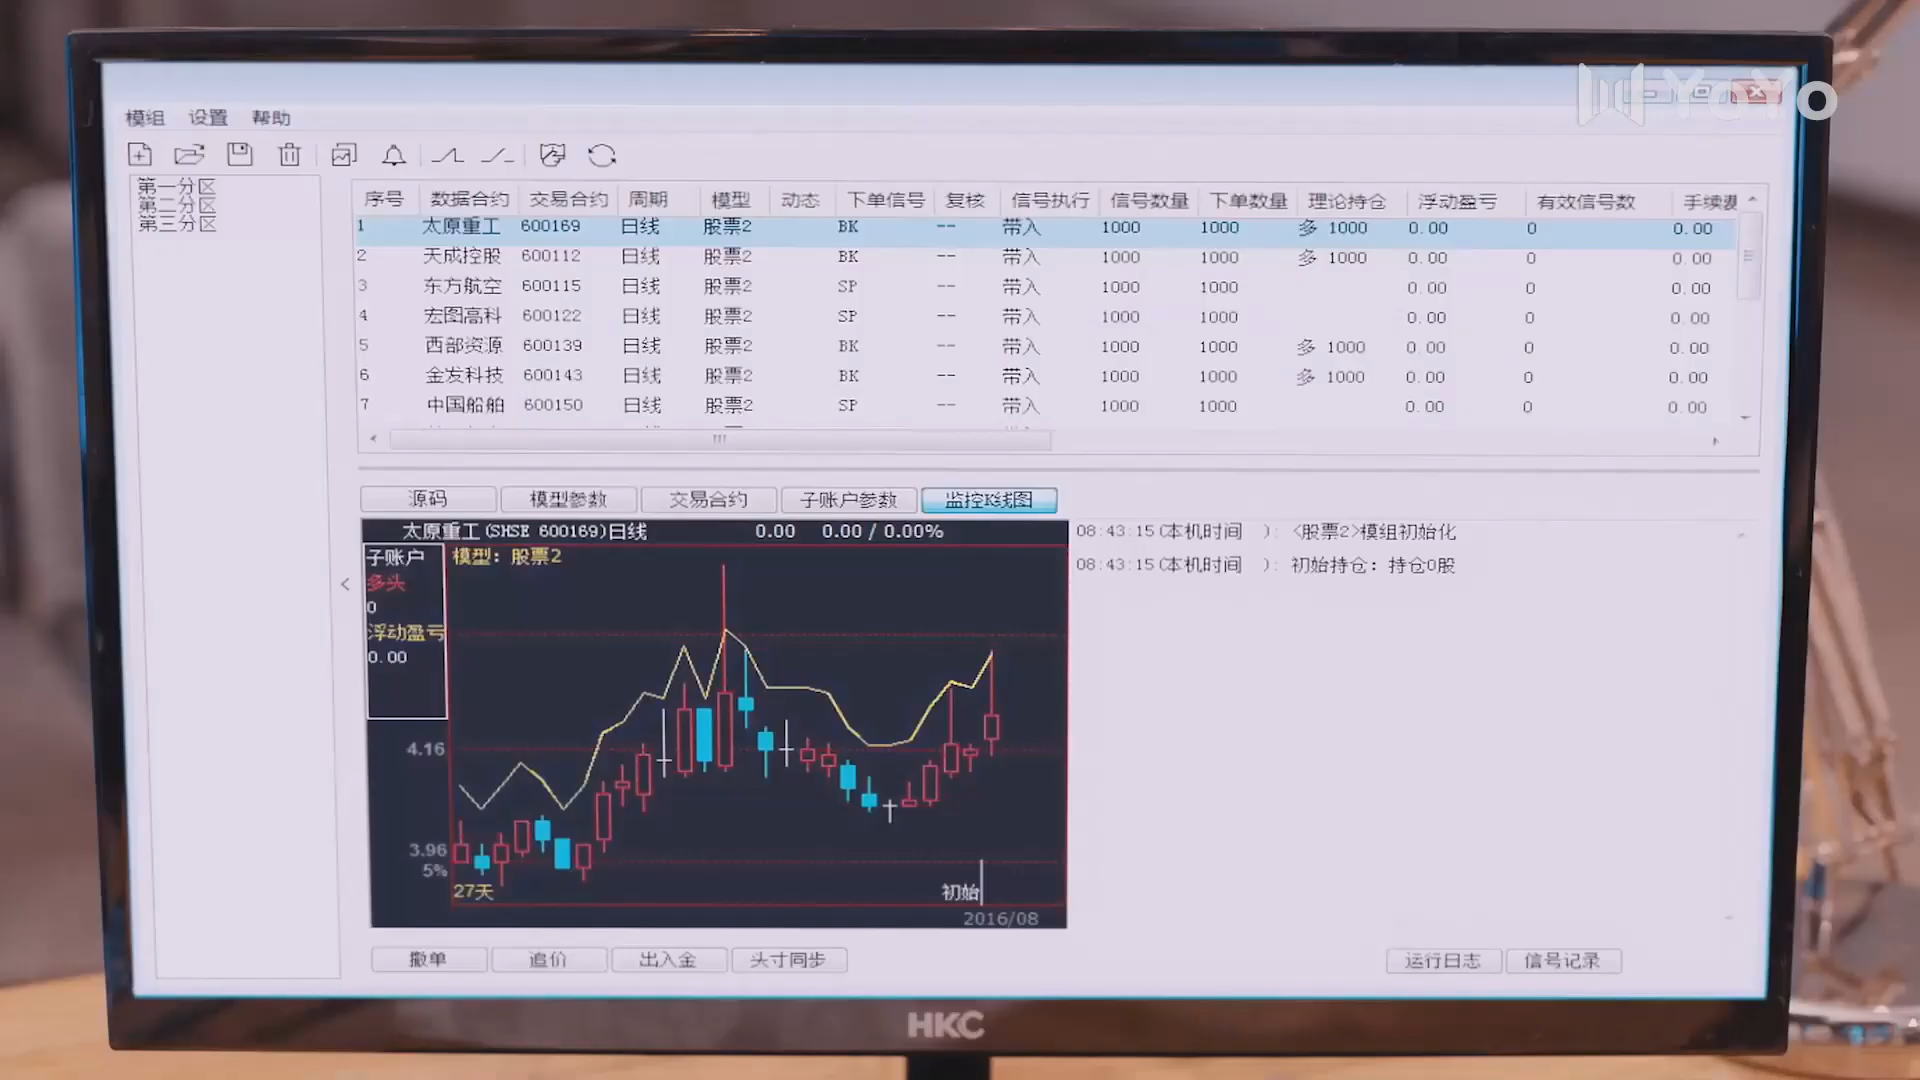 YoYo
模组 设置 帮助
第一分区
第二分区
第三分区
序号 数据合约 交易合约 周期 模型 动态 下单信号 复核 信号执行 信号数量 下单数量 理论持仓 浮动盈亏 有效信号数 手续费
1 太原重工 600169 日线 股票2 BK -- 带入 1000 1000 多 1000 0.00 0 0.00
2 天成控股 600112 日线 股票2 BK -- 带入 1000 1000 多 1000 0.00 0 0.00
3 东方航空 600115 日线 股票2 SP -- 带入 1000 1000 0.00 0 0.00
4 宏图高科 600122 日线 股票2 SP -- 带入 1000 1000 0.00 0 0.00
5 西部资源 600139 日线 股票2 BK -- 带入 1000 1000 多 1000 0.00 0 0.00
6 金发科技 600143 日线 股票2 BK -- 带入 1000 1000 多 1000 0.00 0 0.00
7 中国船舶 600150 日线 股票2 SP -- 带入 1000 1000 0.00 0 0.00
源码 模型参数 交易合约 子账户参数 监控K线图
太原重工(SHSE 600169)日线 0.00 0.00 / 0.00%
08:43:15(本机时间 ): <股票2>模组初始化
08:43:15(本机时间 ): 初始持仓: 持仓0股
子账户
多头
0
浮动盈亏
0.00
模型: 股票2
4.16
3.96
5%
27天
初始
2016/08
撤单 追价 出入金 头寸同步
运行日志 信号记录
HKC